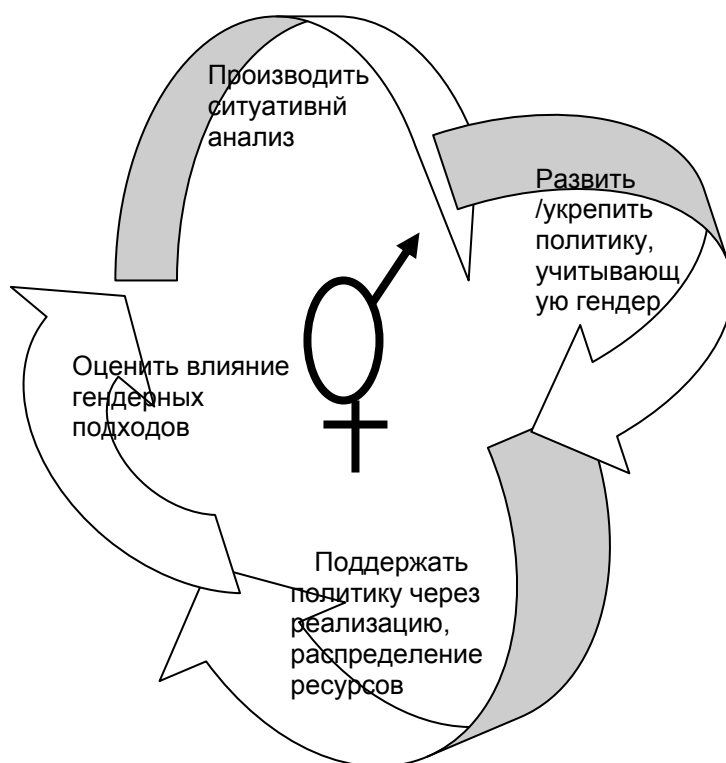 Производить
ситуативнй
анализ
Развить
/укрепить
политику,
учитывающ
ую гендер
Поддержать
политику через
реализацию,
распределение
ресурсов
Оценить влияние
гендерных
подходов